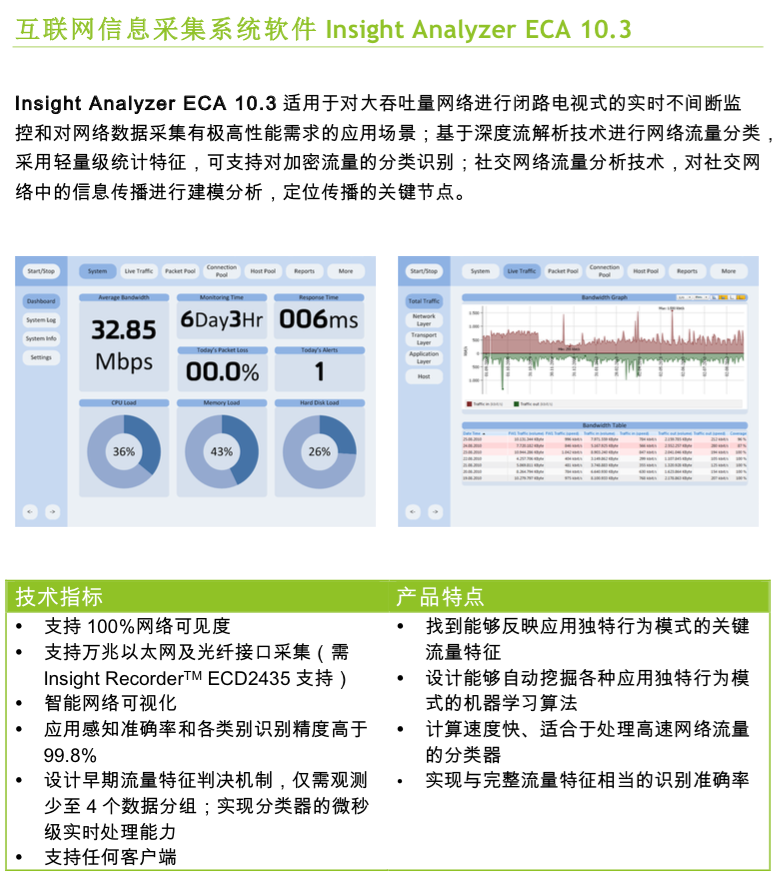 互联网信息采集系统软件 Insight Analyzer ECA 10.3
Insight Analyzer ECA 10.3 适用于对大吞吐量网络进行闭路电视式的实时不间断监
控和对网络数据采集有极高性能需求的应用场景；基于深度流解析技术进行网络流量分类，
采用轻量级统计特征，可支持对加密流量的分类识别；社交网络流量分析技术，对社交网
络中的信息传播进行建模分析，定位传播的关键节点。
Start/Stop
System
Live Traffic
Packet Pool
Connection
Pool
Host Pool
Reports
More
Dashboard
System Log
System Info
Settings
Average Bandwidth
32.85
Mbps
Monitoring Time
6Day3Hr
Response Time
006ms
Today's Packet Loss
00.0%
Today's Alerts
1
CPU Load
36%
Memory Load
43%
Hard Disk Load
26%
<-
->
Start/Stop
System
Live Traffic
Packet Pool
Connection
Pool
Host Pool
Reports
More
Total Traffic
Network
Layer
Transport
Layer
Application
Layer
Host
Bandwidth Graph
Bandwidth Table
<-
->
技术指标
• 支持 100%网络可见度
• 支持万兆以太网及光纤接口采集（需
Insight Recorder™ ECD2435 支持）
• 智能网络可视化
• 应用感知准确率和各类别识别精度高于
99.8%
• 设计早期流量特征判决机制，仅需观测
少至 4 个数据分组；实现分类器的微秒
级实时处理能力
• 支持任何客户端
产品特点
• 找到能够反映应用独特行为模式的关键
流量特征
• 设计能够自动挖掘各种应用独特行为模
式的机器学习算法
• 计算速度快、适合于处理高速网络流量
的分类器
• 实现与完整流量特征相当的识别准确率